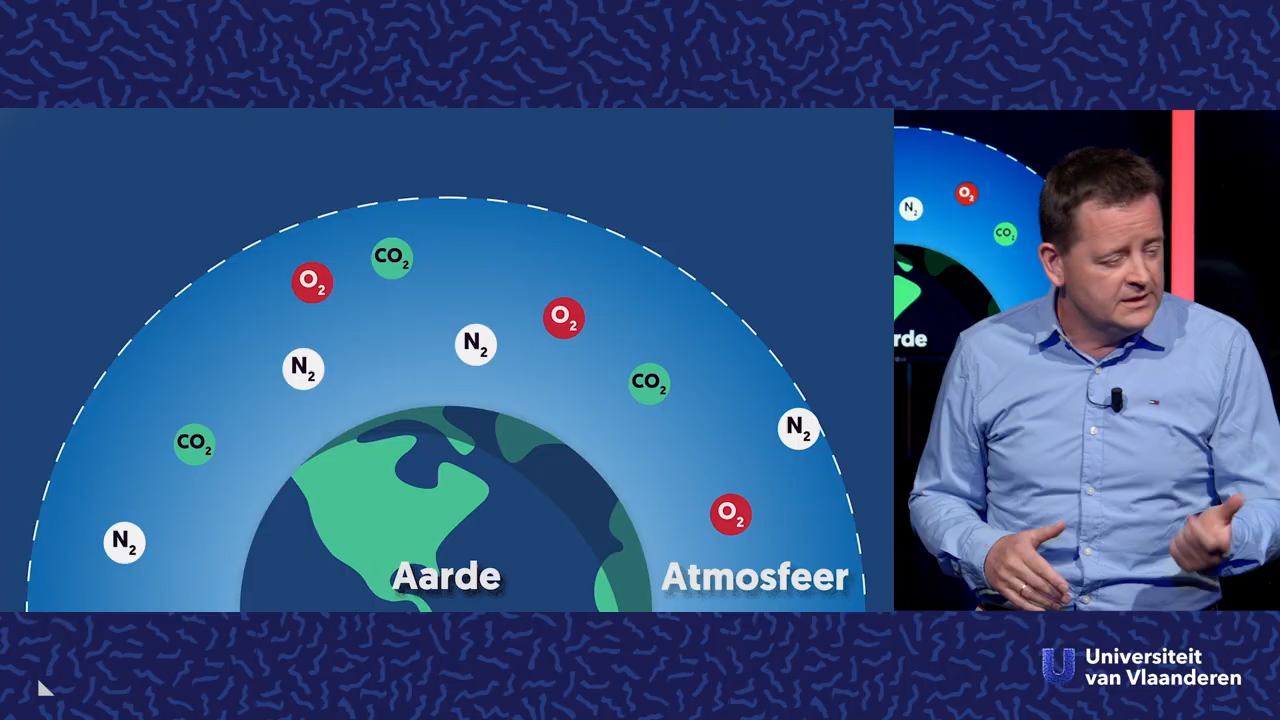 CO₂
O₂
O₂
N₂
N₂
CO₂
N₂
CO₂
O₂
N₂
Aarde
Atmosfeer
O₂
N₂
CO₂
rde
Universiteit
van Vlaanderen